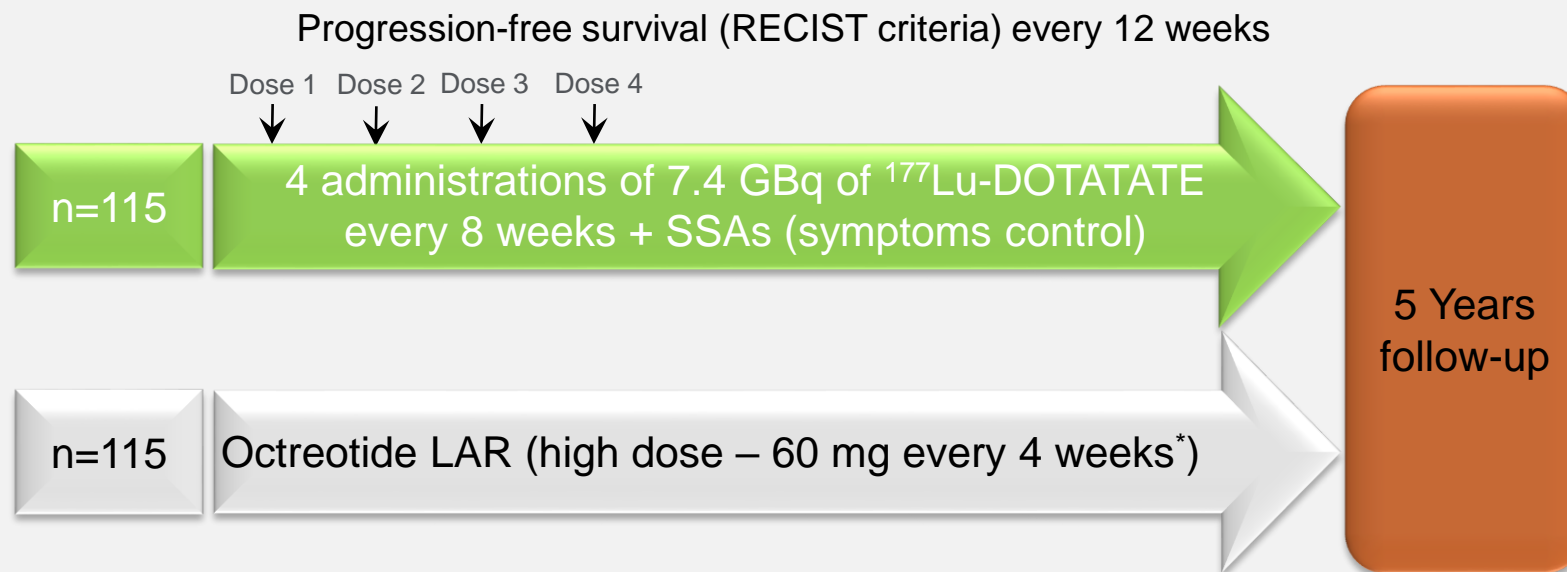 Progression-free survival (RECIST criteria) every 12 weeks
Dose 1 Dose 2 Dose 3 Dose 4
n=115
4 administrations of 7.4 GBq of ¹⁷⁷Lu-DOTATATE
every 8 weeks + SSAs (symptoms control)
n=115
Octreotide LAR (high dose – 60 mg every 4 weeks*)
5 Years
follow-up